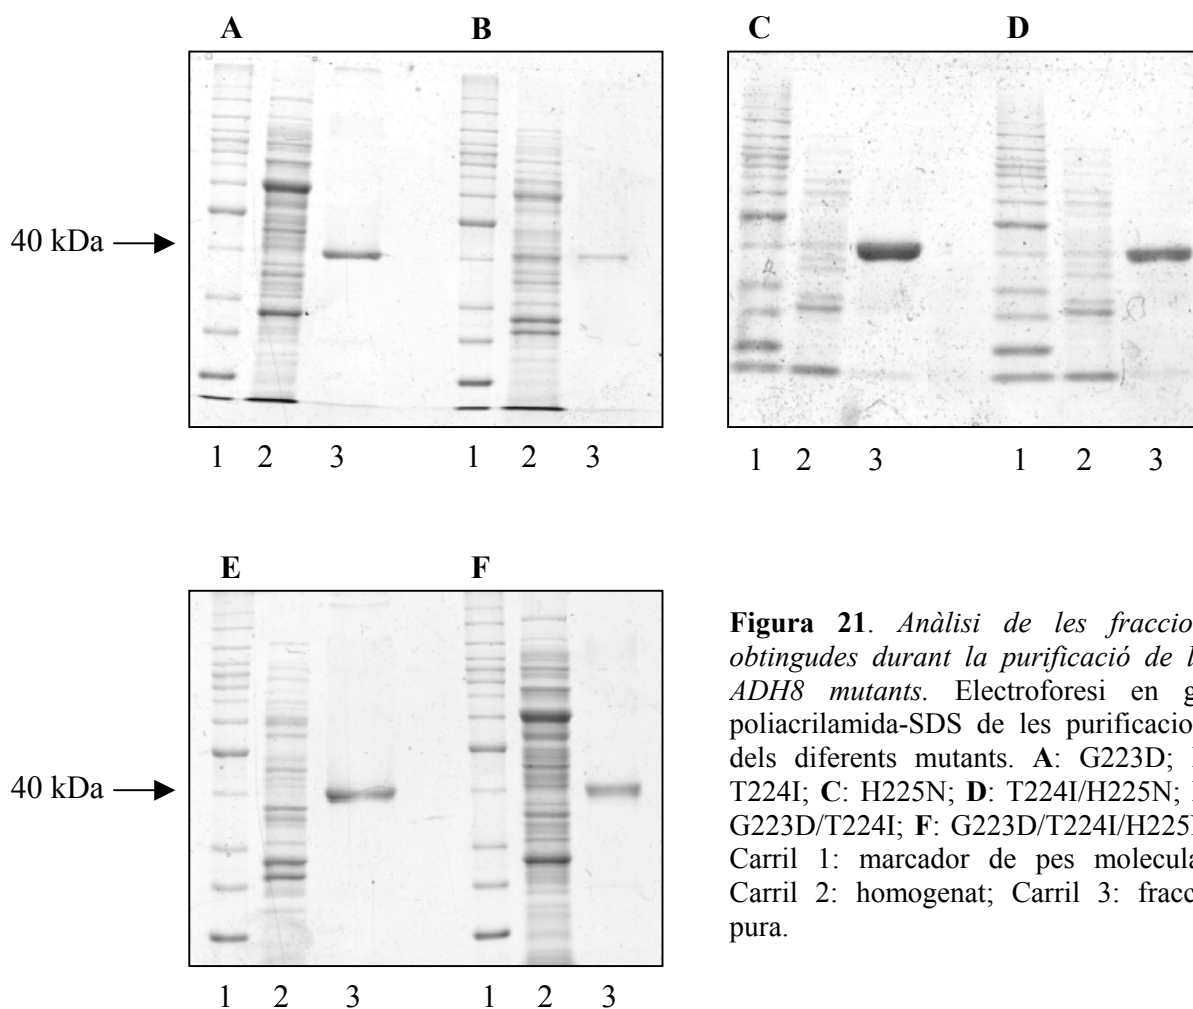 A B C D
40 kDa
1 2 3 1 2 3 1 2 3 1 2 3
E F
40 kDa
1 2 3 1 2 3
Figura 21. Anàlisi de les fraccio
obtingudes durant la purificació de l
ADH8 mutants. Electroforesi en g
poliacrilamida-SDS de les purificacio
dels diferents mutants. A: G223D;
T224I; C: H225N; D: T224I/H225N;
G223D/T224I; F: G223D/T224I/H225
Carril 1: marcador de pes molecula
Carril 2: homogenat; Carril 3: fracc
pura.